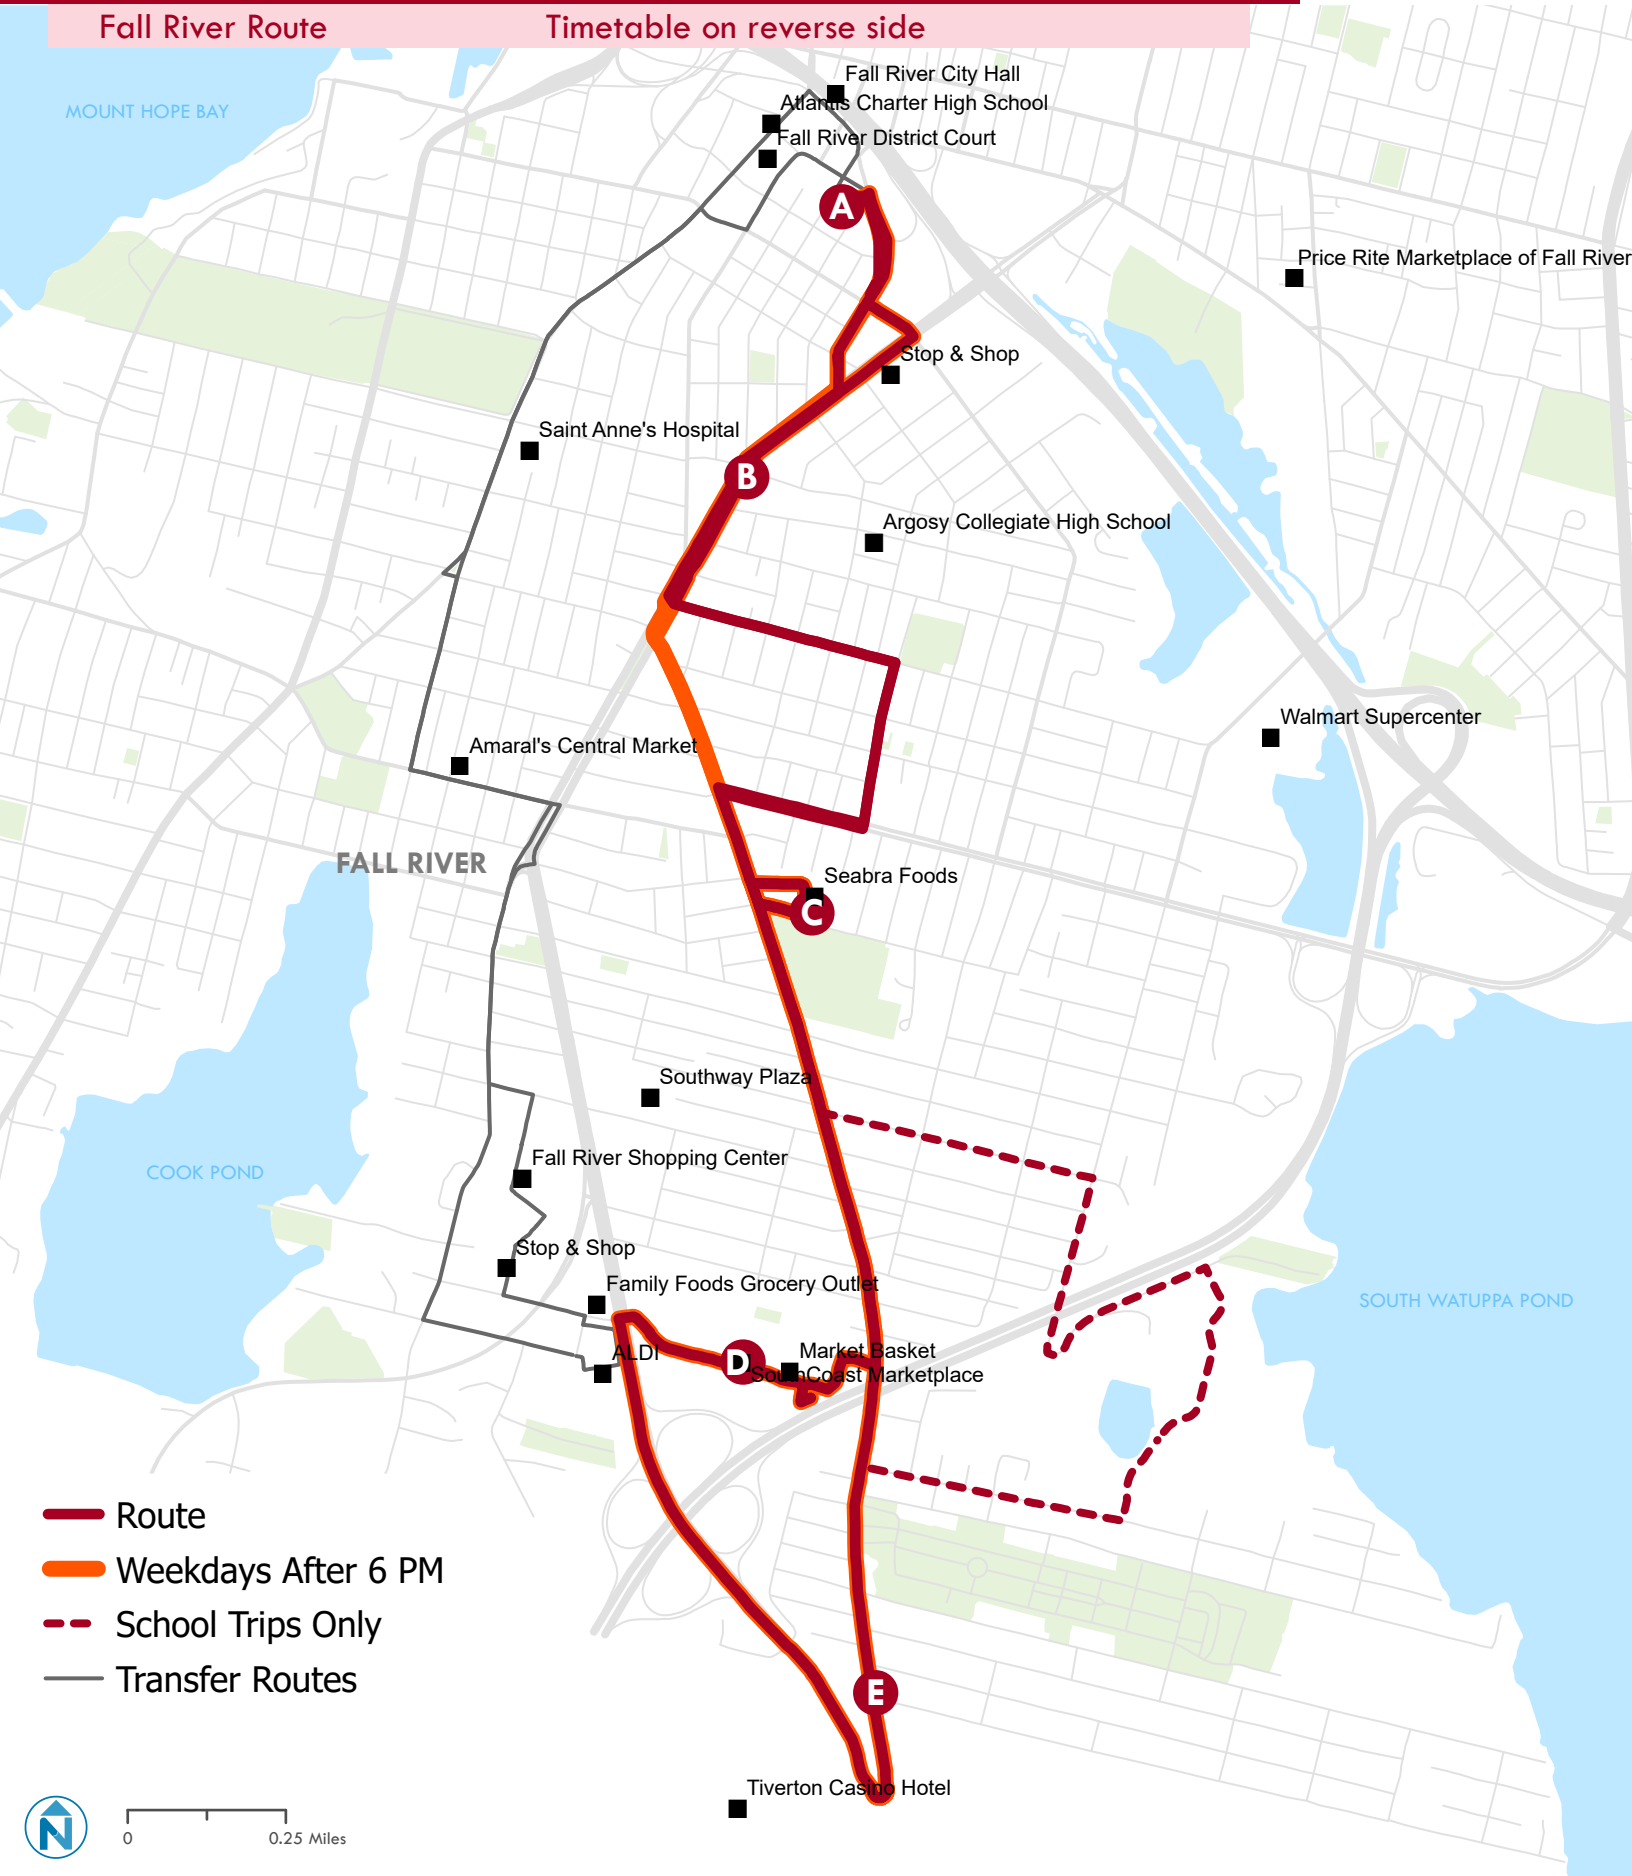 Fall River Route
Timetable on reverse side
Fall River City Hall
MOUNT HOPE BAY
Atlantis Charter High School
Fall River District Court
A
Price Rite Marketplace of Fall River
Stop & Shop
Saint Anne's Hospital
B
Argosy Collegiate High School
Walmart Supercenter
Amaral's Central Market
FALL RIVER
Seabra Foods
C
Southway Plaza
Fall River Shopping Center
COOK POND
Stop & Shop
Family Foods Grocery Outlet
SOUTH WATUPPA POND
ALDI
D
Market Basket
SouthCoast Marketplace
Route
Weekdays After 6 PM
School Trips Only
Transfer Routes
E
Tiverton Casino Hotel
N
0
0.25 Miles